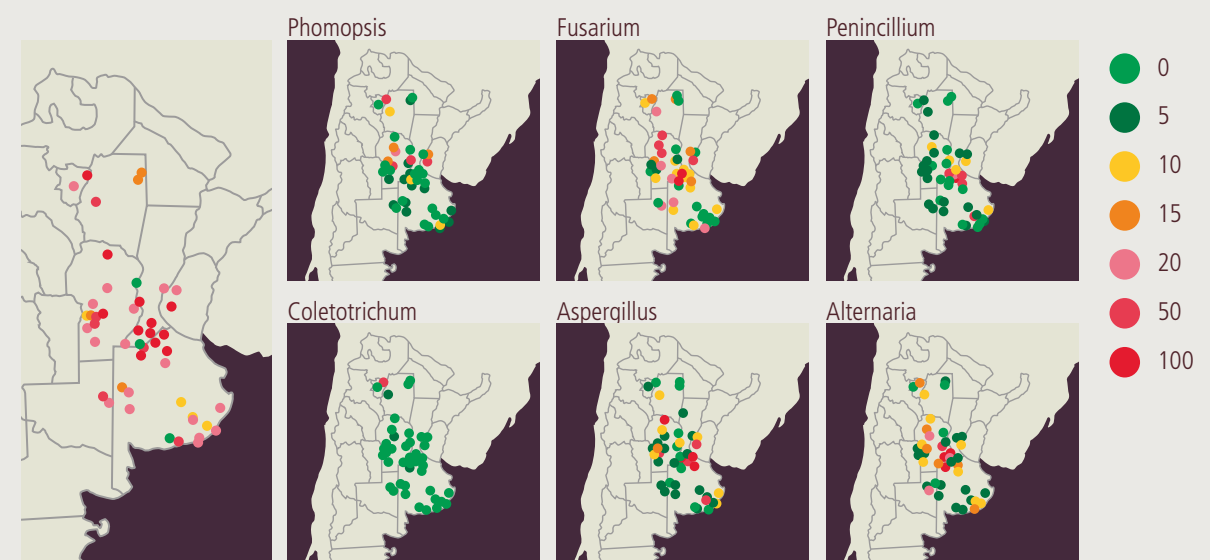 Phomopsis
Fusarium
Penincillium
0
5
10
15
20
50
100
Coletotrichum
Aspergillus
Alternaria